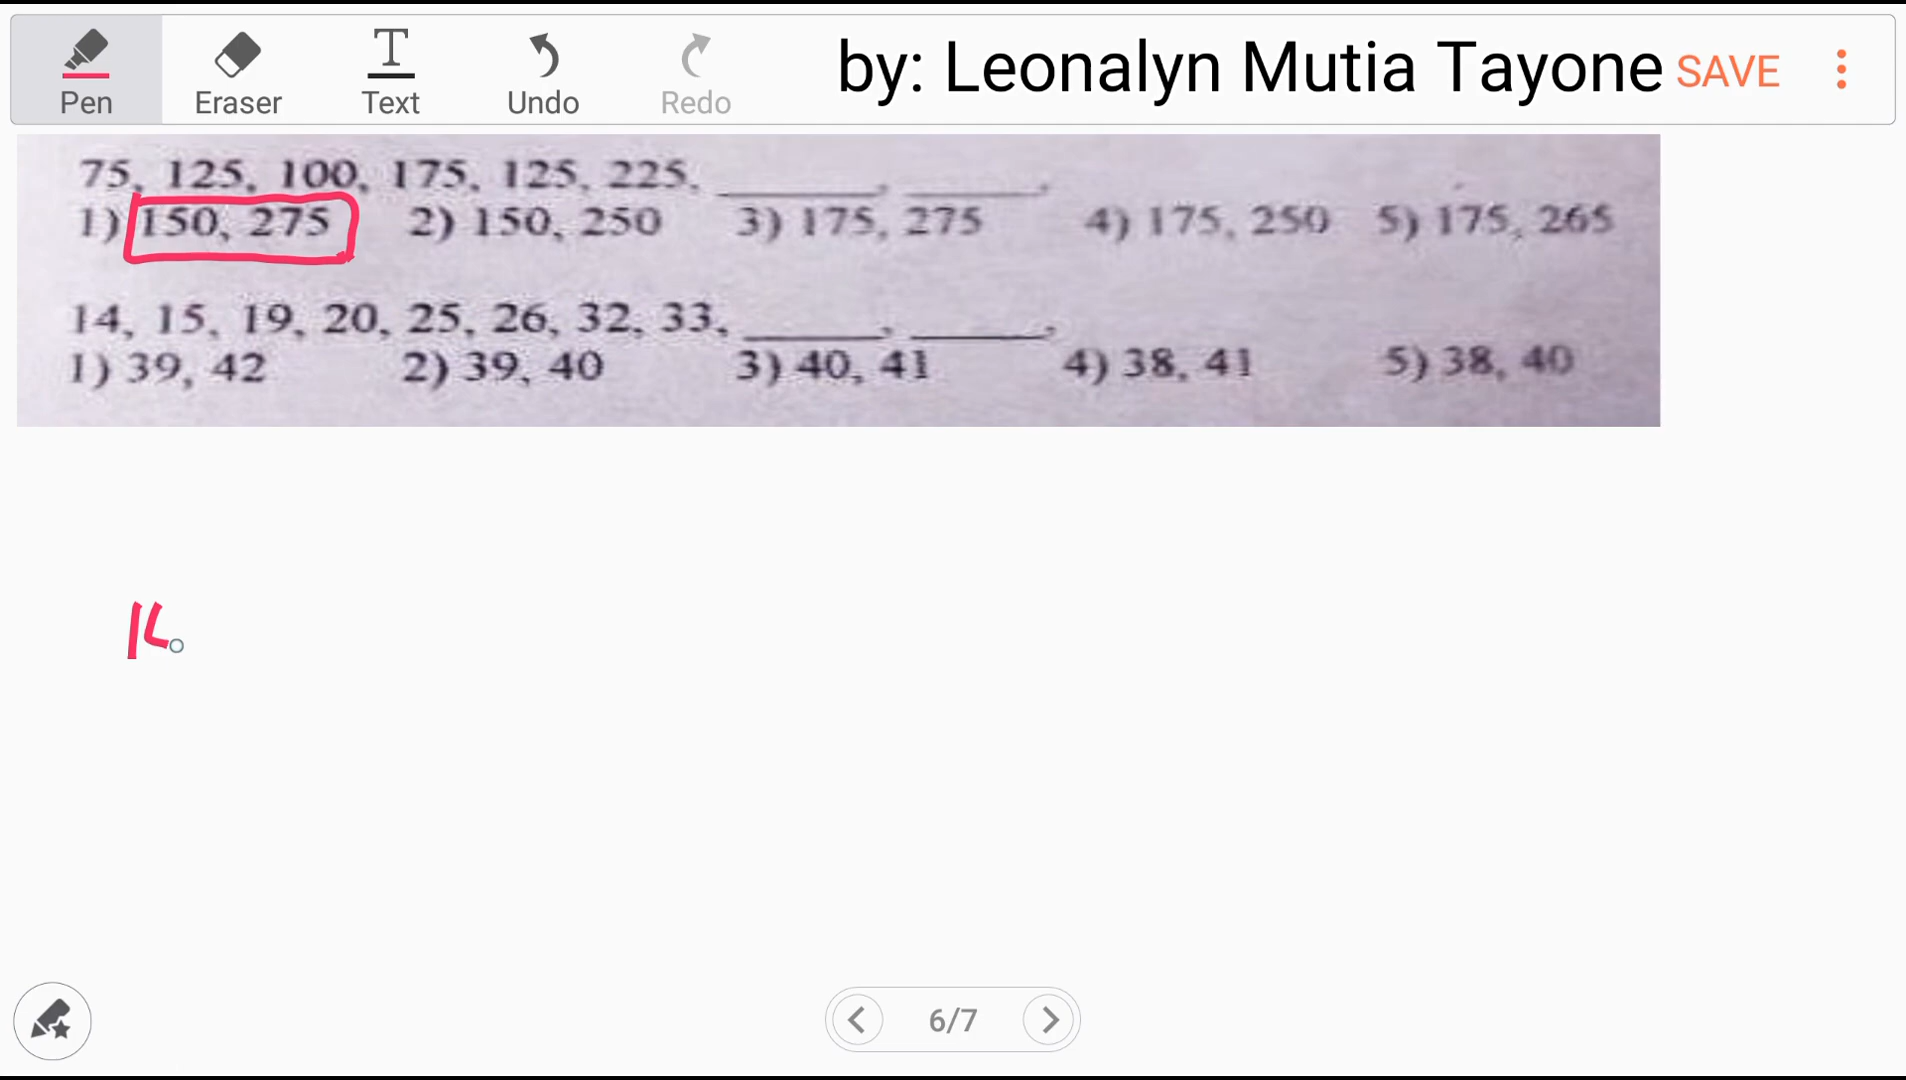 Pen Eraser Text Undo Redo by: Leonalyn Mutia Tayone SAVE
75, 125, 100, 175, 125, 225, ______, ______,
1) 150, 275 2) 150, 250 3) 175, 275 4) 175, 250 5) 175, 265
14, 15, 19, 20, 25, 26, 32, 33, ______, ______,
1) 39, 42 2) 39, 40 3) 40, 41 4) 38, 41 5) 38, 40
6/7